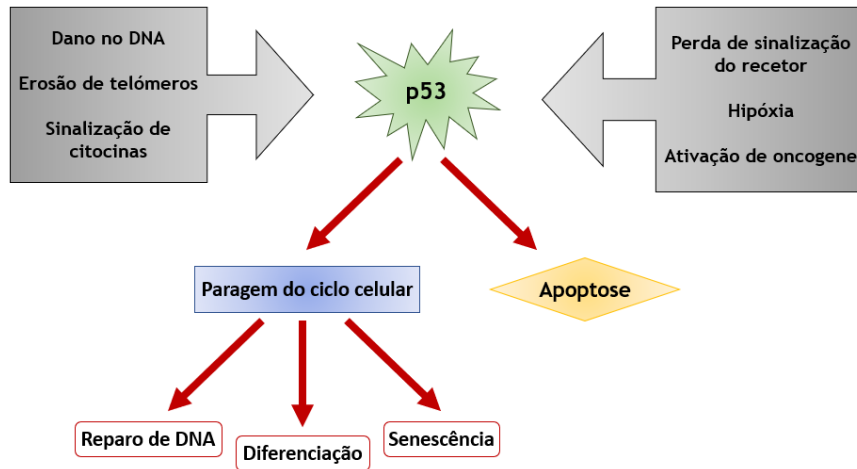 Dano no DNA
Erosão de telómeros
Sinalização de
citocinas
p53
Perda de sinalização
do recetor
Hipóxia
Ativação de oncogene
Paragem do ciclo celular
Apoptose
Reparo de DNA
Diferenciação
Senescência